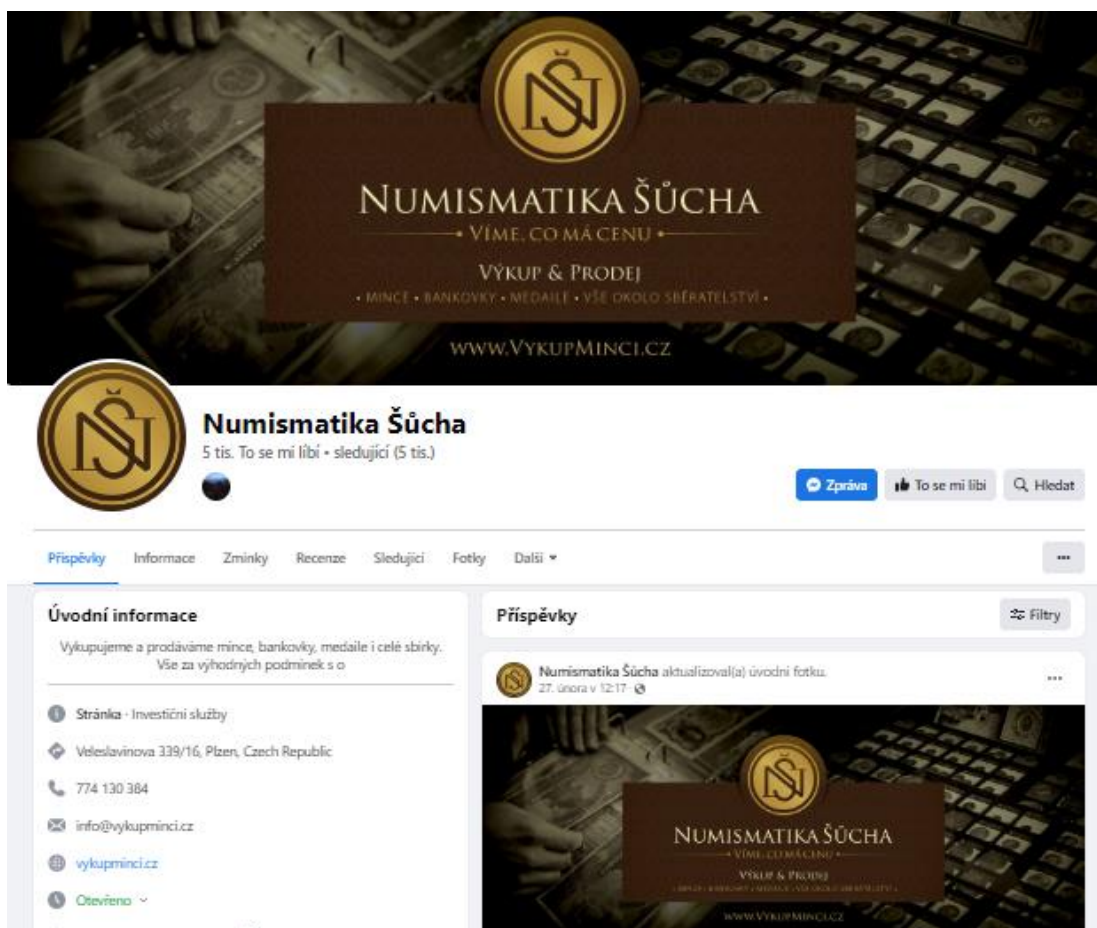 NUMISMATIKA ŠŮCHA
• VÍME, CO MÁ CENU •
VÝKUP & PRODEJ
• MINCE • BANKOVKY • MEDAILE • VŠE OKOLO SBĚRATELSTVÍ •
WWW.VYKUPMINCI.CZ
Numismatika Šůcha
5 tis. To se mi líbí • sledující (5 tis.)
Zpráva
To se mi líbí
Hledat
Příspěvky Informace Zmínky Recenze Sledující Fotky Další
Úvodní informace
Vykupujeme a prodáváme mince, bankovky, medaile i celé sbírky.
Vše za výhodných podmínek s o
Stránka · Investiční služby
Veleslavínova 339/16, Plzen, Czech Republic
774 130 384
info@vykupminci.cz
vykupminci.cz
Otevřeno
Příspěvky
Filtry
Numismatika Šůcha aktualizoval(a) úvodní fotku.
27. února v 12:17
NUMISMATIKA ŠŮCHA
• VÍME, CO MÁ CENU •
VÝKUP & PRODEJ
WWW.VYKUPMINCI.CZ